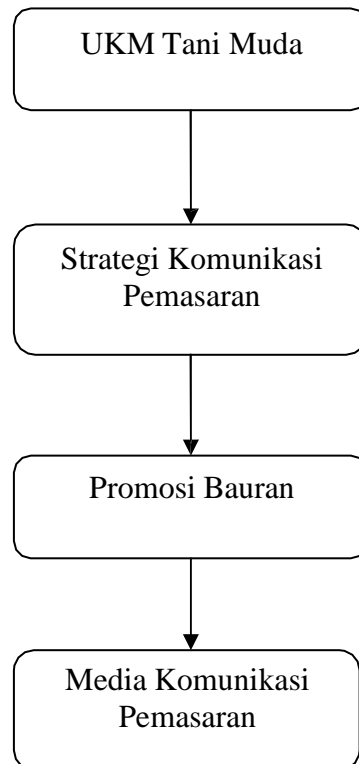 UKM Tani Muda
Strategi Komunikasi
Pemasaran
Promosi Bauran
Media Komunikasi
Pemasaran